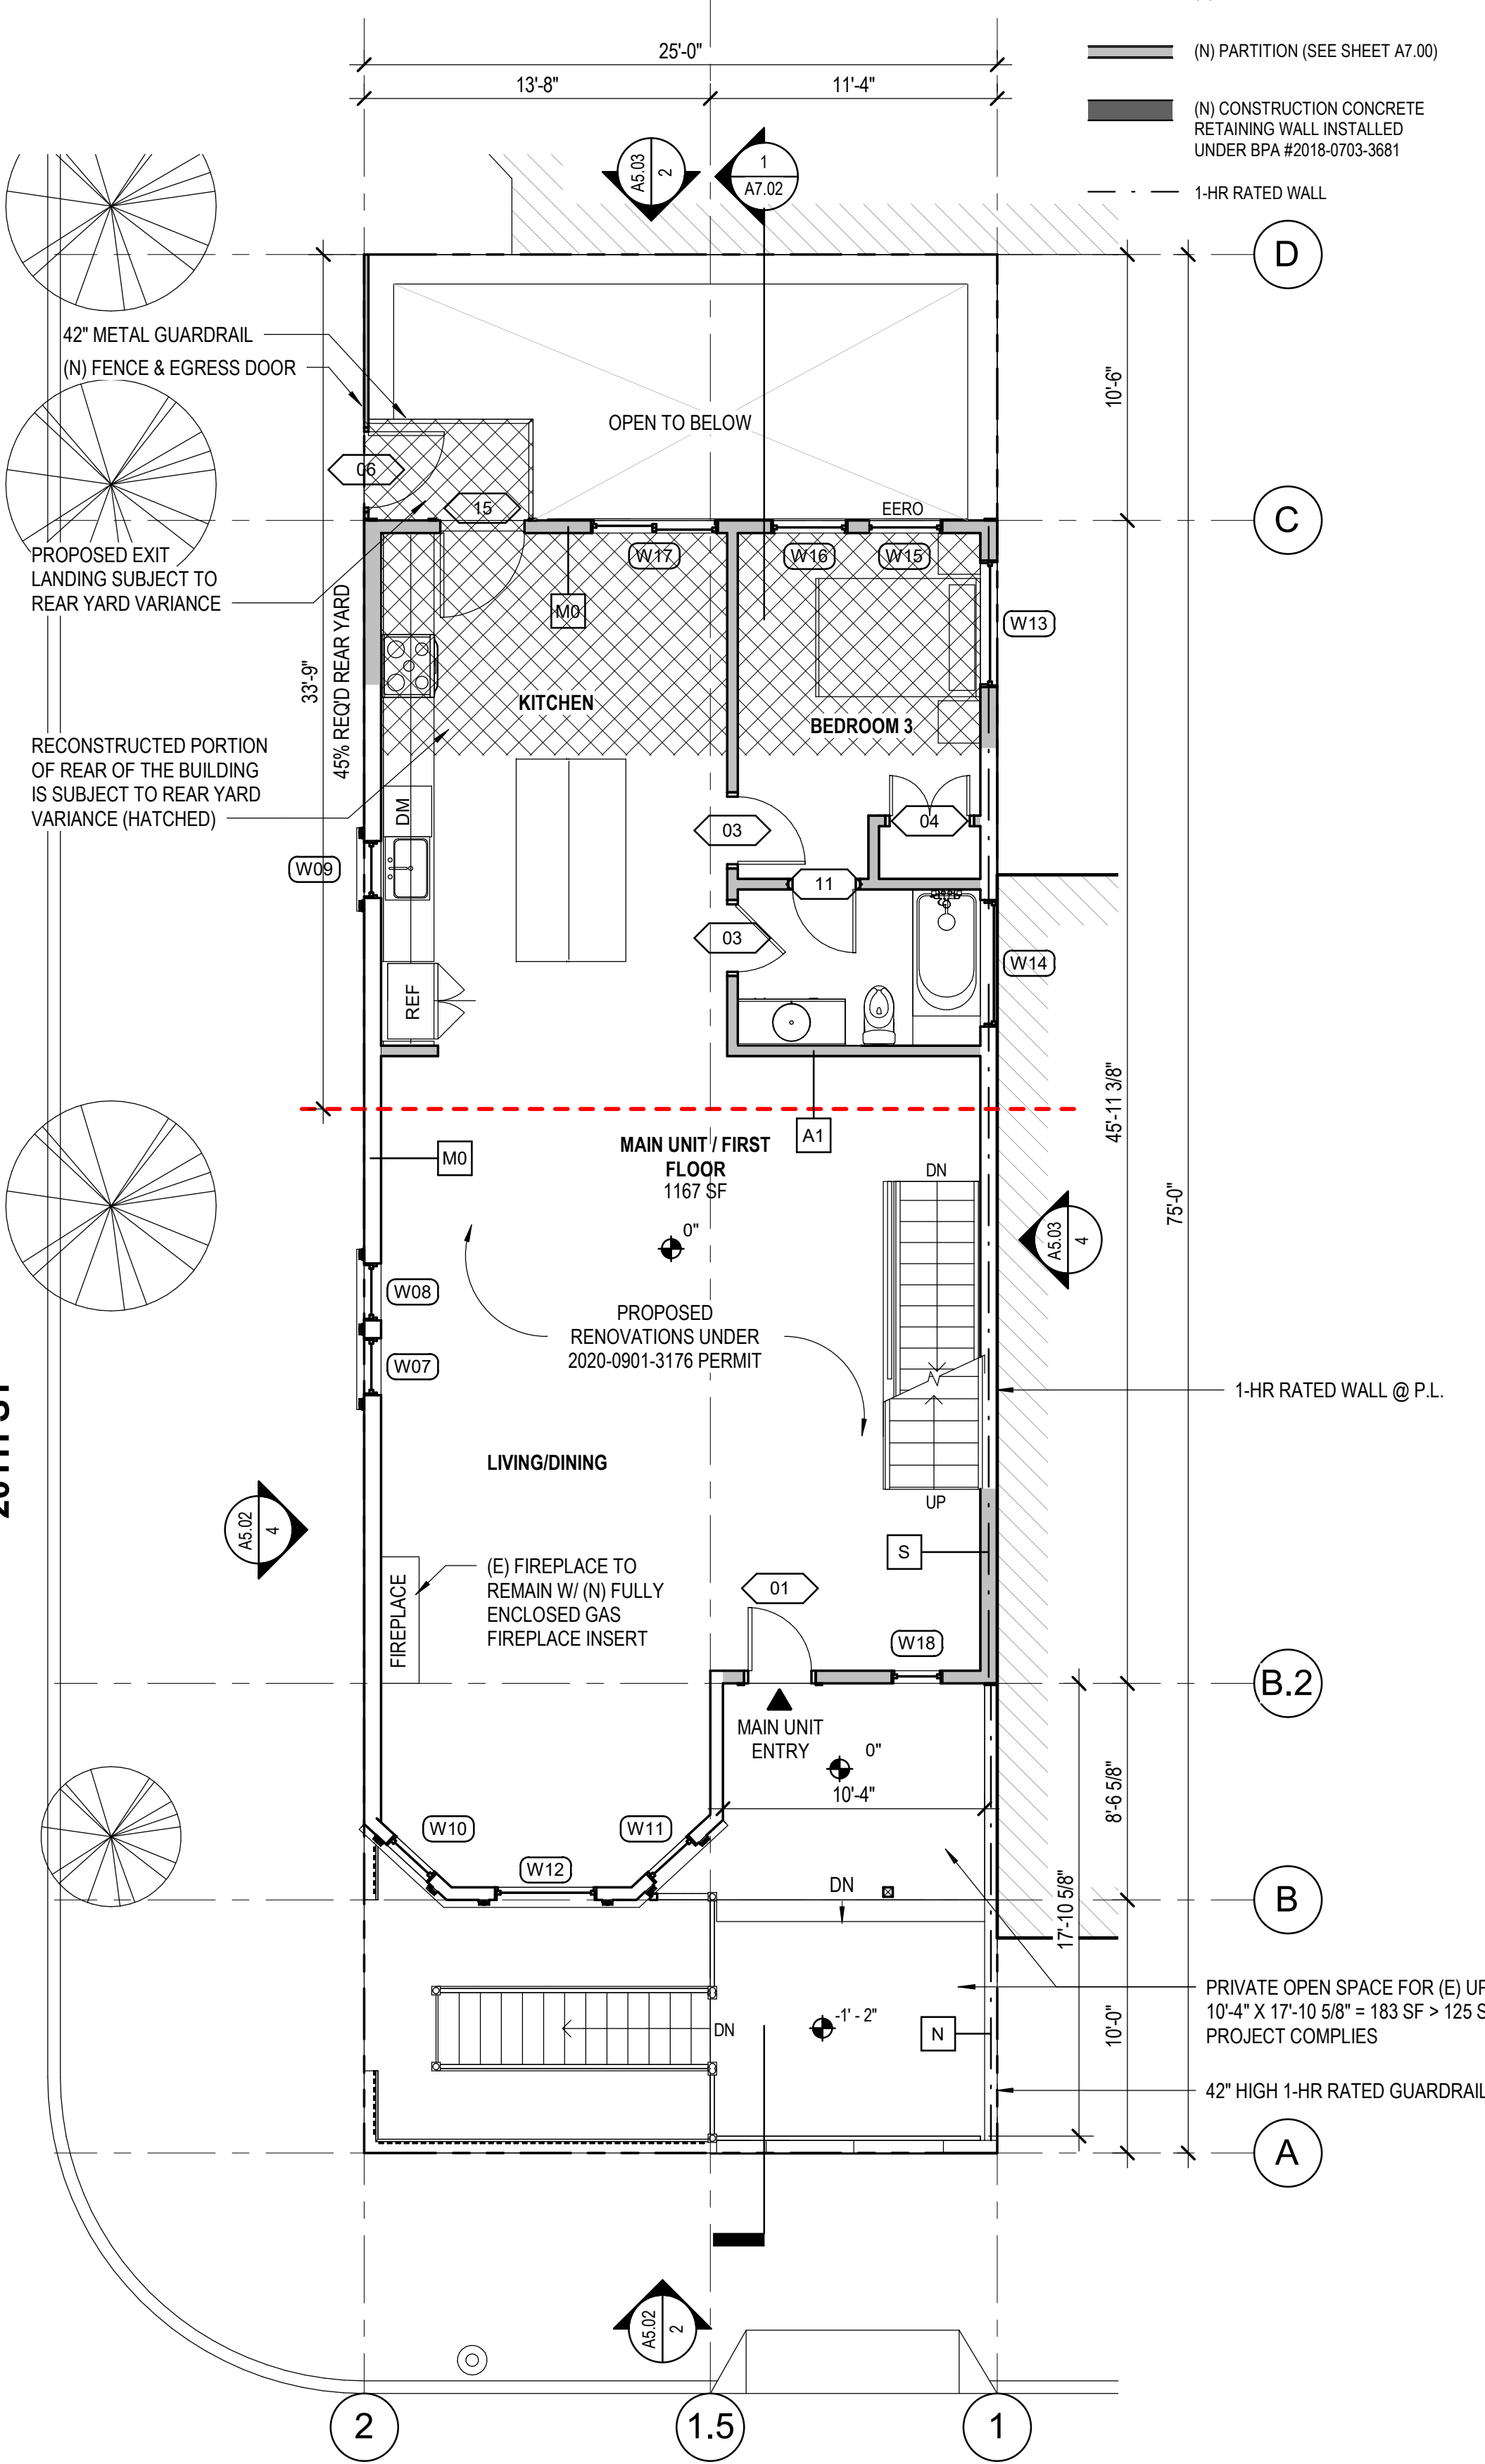 25'-0"
13'-8"
11'-4"
(N) PARTITION (SEE SHEET A7.00)
(N) CONSTRUCTION CONCRETE
RETAINING WALL INSTALLED
UNDER BPA #2018-0703-3681
1-HR RATED WALL
A5.03
2
1
A7.02
D
42" METAL GUARDRAIL
(N) FENCE & EGRESS DOOR
10'-6"
OPEN TO BELOW
06
15
EERO
C
PROPOSED EXIT
LANDING SUBJECT TO
REAR YARD VARIANCE
W17
W16
W15
M0
W13
33'-9"
45% REQ'D REAR YARD
KITCHEN
BEDROOM 3
RECONSTRUCTED PORTION
OF REAR OF THE BUILDING
IS SUBJECT TO REAR YARD
VARIANCE (HATCHED)
DM
03
04
W09
11
03
W14
REF
45'-11 3/8"
A1
MAIN UNIT / FIRST
FLOOR
1167 SF
M0
DN
75'-0"
0"
A5.03
4
W08
PROPOSED
RENOVATIONS UNDER
2020-0901-3176 PERMIT
W07
1-HR RATED WALL @ P.L.
LIVING/DINING
UP
A5.02
4
S
(E) FIREPLACE TO
REMAIN W/ (N) FULLY
ENCLOSED GAS
FIREPLACE INSERT
FIREPLACE
01
W18
B.2
MAIN UNIT
ENTRY
0"
10'-4"
8'-6 5/8"
W10
W11
W12
DN
B
17'-10 5/8"
PRIVATE OPEN SPACE FOR (E) UP
10'-4" X 17'-10 5/8" = 183 SF > 125 S
PROJECT COMPLIES
-1' - 2"
DN
N
10'-0"
42" HIGH 1-HR RATED GUARDRAIL
A
A5.02
2
2
1.5
1